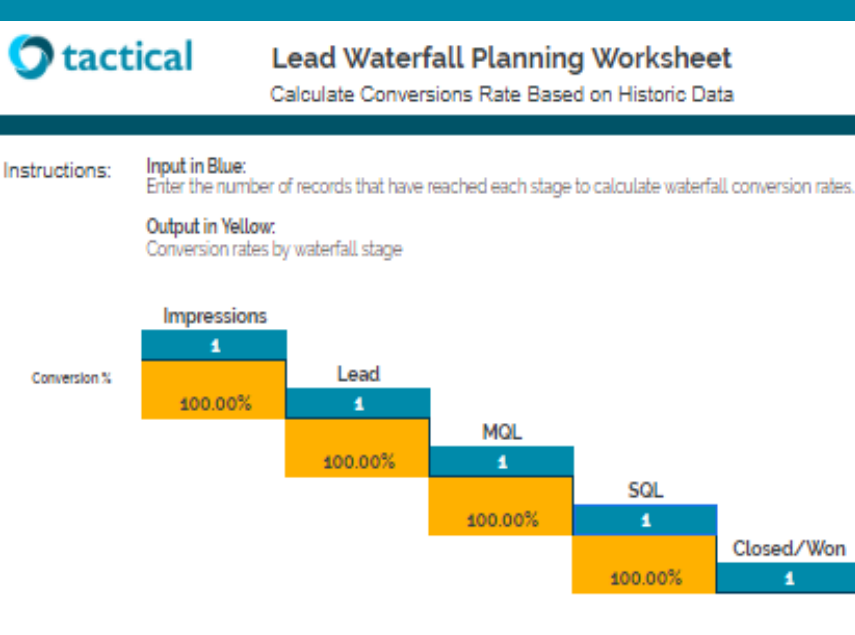 tactical
Lead Waterfall Planning Worksheet
Calculate Conversions Rate Based on Historic Data
Instructions:
Input in Blue:
Enter the number of records that have reached each stage to calculate waterfall conversion rates.
Output in Yellow:
Conversion rates by waterfall stage
Impressions
1
Conversion %
100.00%
Lead
1
100.00%
MQL
1
100.00%
SQL
1
100.00%
Closed/Won
1